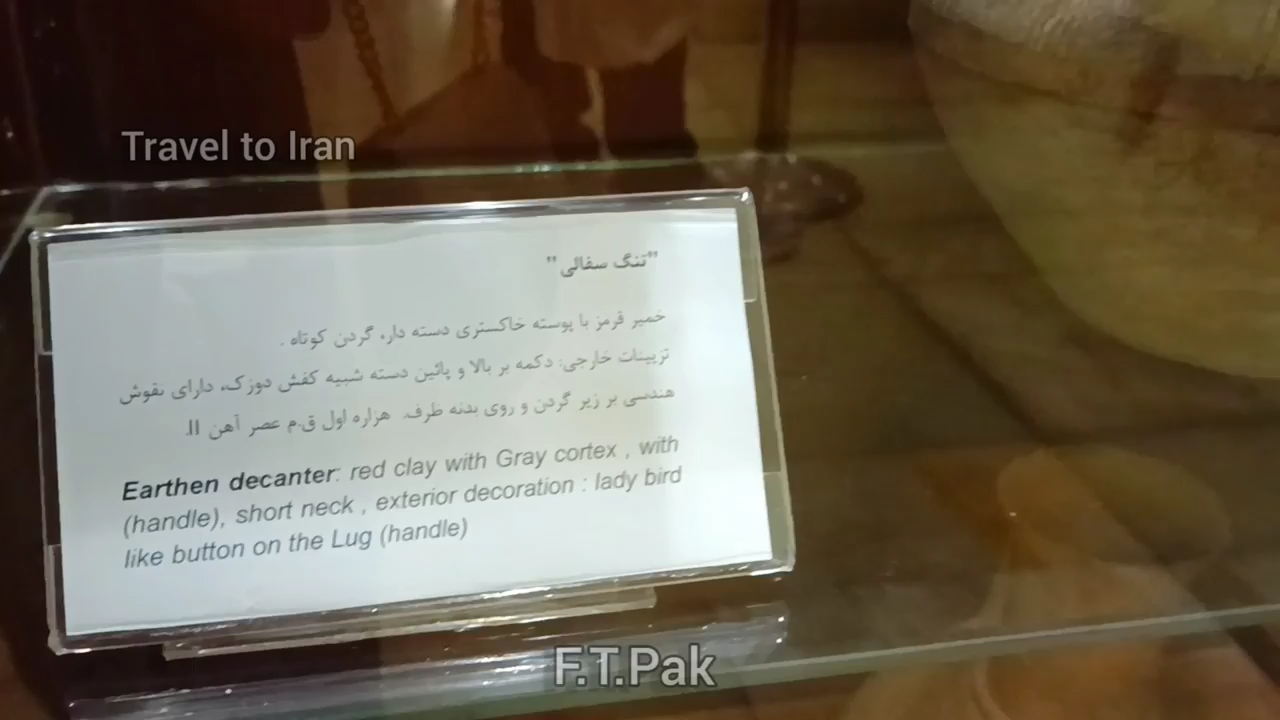 Travel to Iran
"تنگ سفالی"
خمیر قرمز با پوسته خاکستری دسته دار، گردن کوتاه .
تزیینات خارجی: دکمه بر بالا و پائین دسته شبیه کفش دوزک، دارای نقوش
هندسی بر زیر گردن و روی بدنه ظرف. هزاره اول ق.م عصر آهن II.
Earthen decanter: red clay with Gray cortex , with
(handle), short neck , exterior decoration : lady bird
like button on the Lug (handle)
F.T.Pak